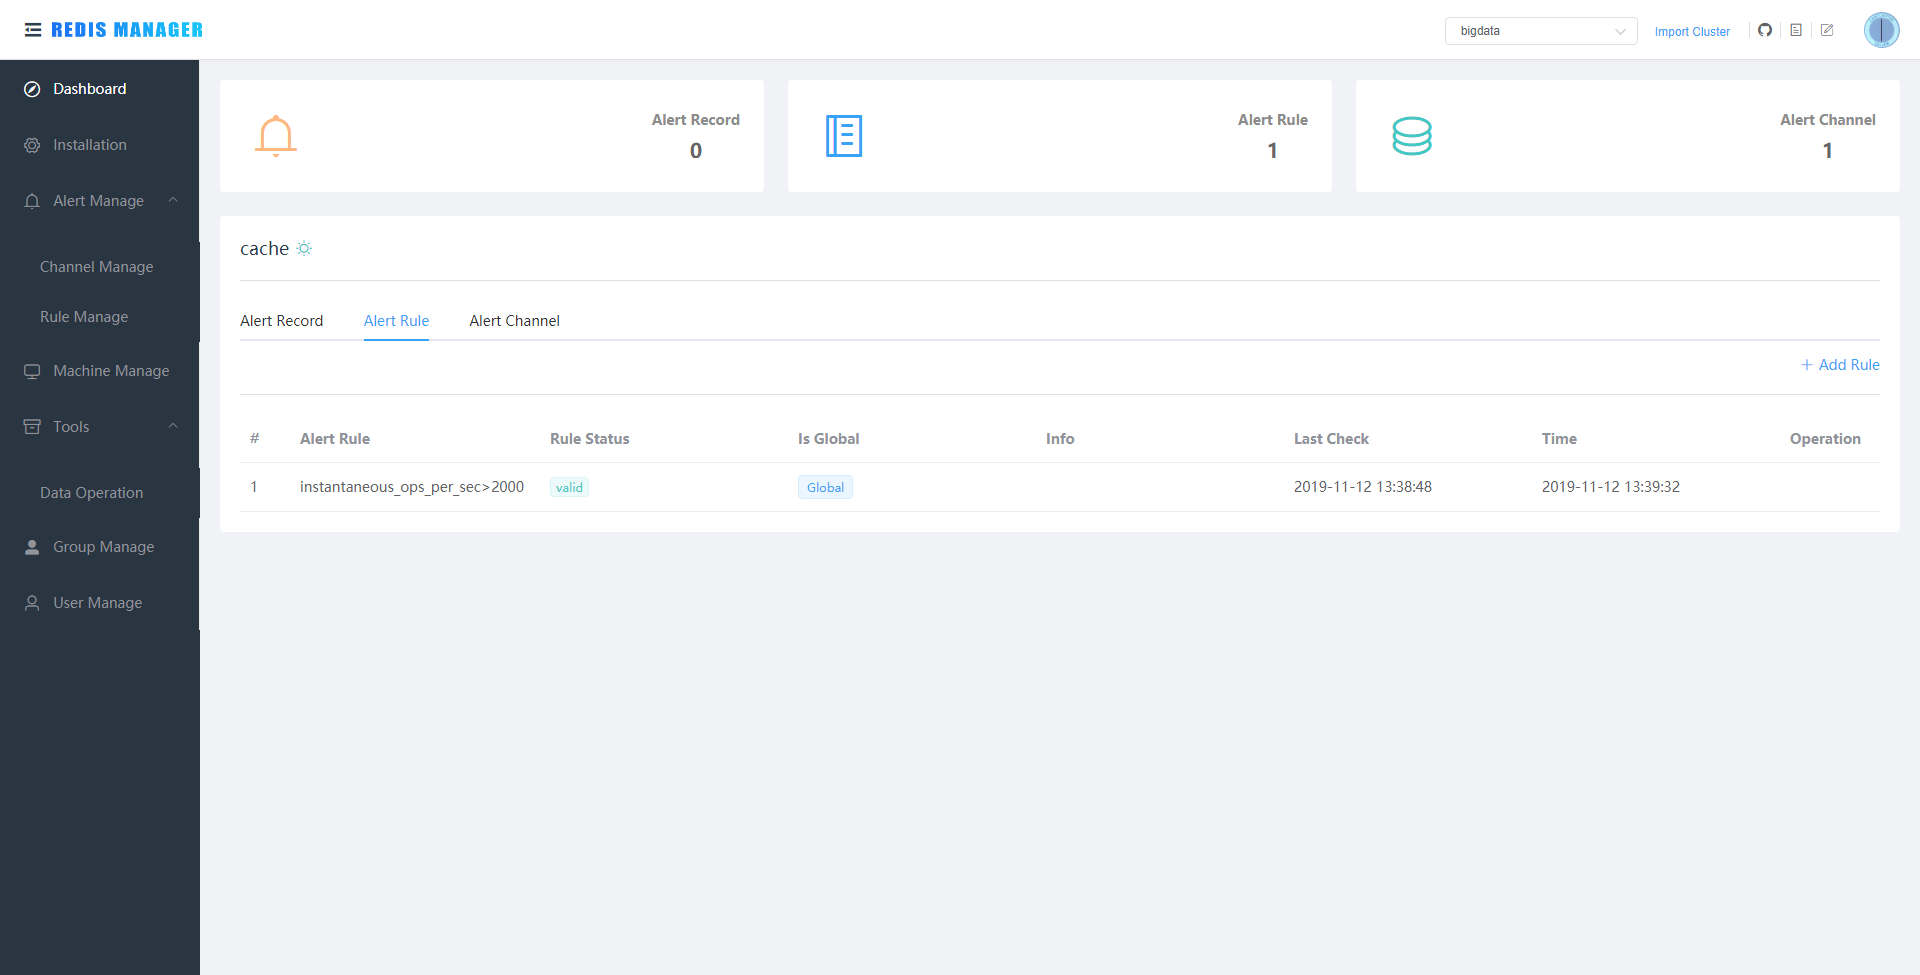 REDIS MANAGER
bigdata
Import Cluster
Dashboard
Installation
Alert Manage
Channel Manage
Rule Manage
Machine Manage
Tools
Data Operation
Group Manage
User Manage
Alert Record
0
Alert Rule
1
Alert Channel
1
cache
Alert Record Alert Rule Alert Channel
+ Add Rule
# Alert Rule Rule Status Is Global Info Last Check Time Operation
1 instantaneous_ops_per_sec>2000 valid Global 2019-11-12 13:38:48 2019-11-12 13:39:32